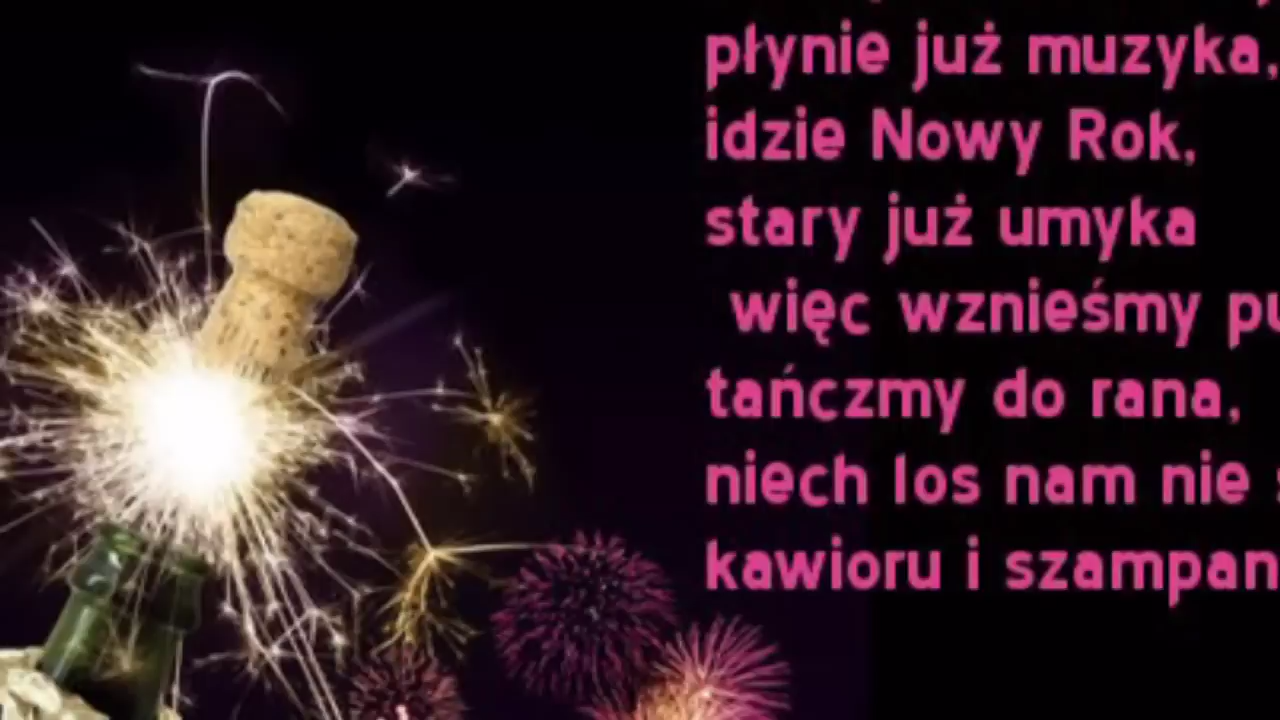 płynie już muzyka,
idzie Nowy Rok,
stary już umyka
więc wznieśmy
tańczmy do rana,
niech los nam nie
kawioru i